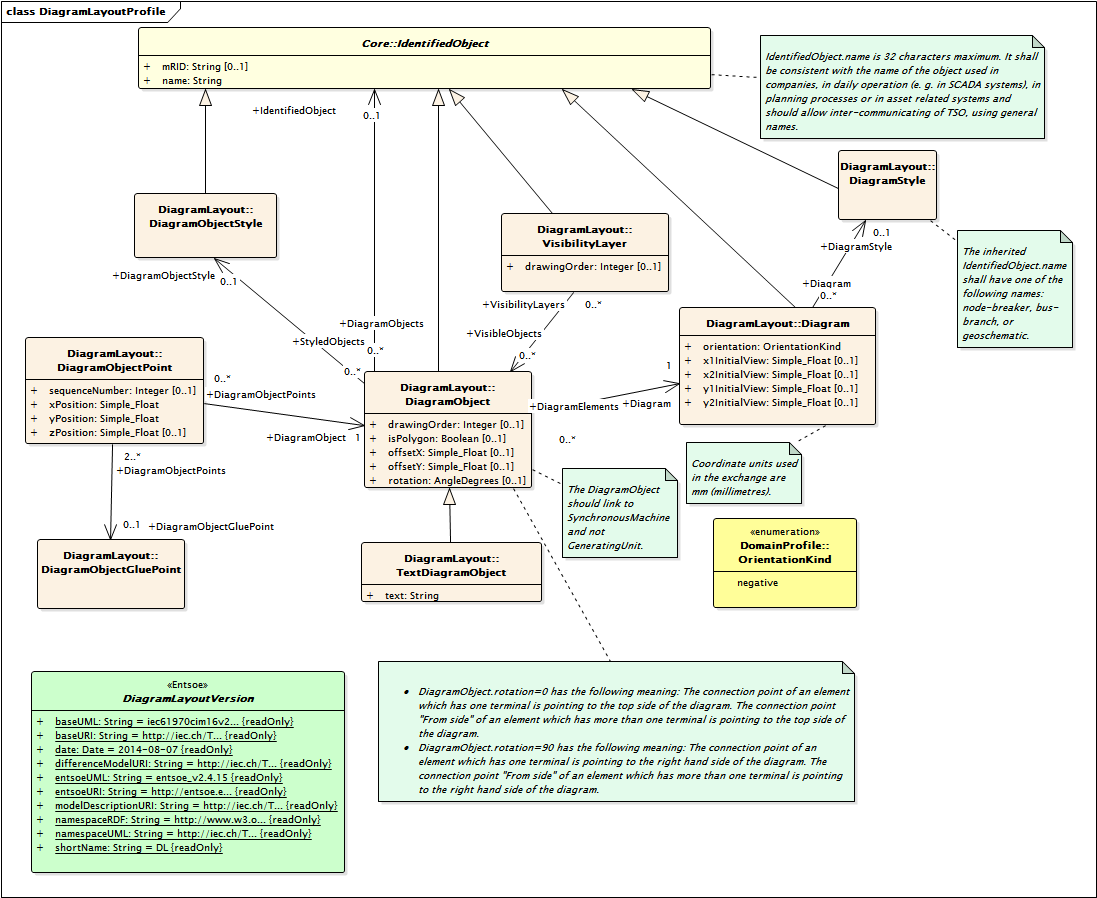 class DiagramLayoutProfile
Core::IdentifiedObject
+ mRID: String [0..1]
+ name: String
IdentifiedObject.name is 32 characters maximum. It shall
be consistent with the name of the object used in
companies, in daily operation (e. g. in SCADA systems), in
planning processes or in asset related systems and
should allow inter-communicating of TSO, using general
names.
+IdentifiedObject
0..1
DiagramLayout::
DiagramStyle
DiagramLayout::
DiagramObjectStyle
DiagramLayout::
VisibilityLayer
+ drawingOrder: Integer [0..1]
0..1
+DiagramStyle
The inherited
IdentifiedObject.name
shall have one of the
following names:
node-breaker, bus-
branch, or
geoschematic.
+DiagramObjectStyle
0..1
+Diagram
0..*
+VisibilityLayers
0..*
+DiagramObjects
+StyledObjects
0..*
+VisibleObjects
0..*
DiagramLayout::Diagram
+ orientation: OrientationKind
+ x1InitialView: Simple_Float [0..1]
+ x2InitialView: Simple_Float [0..1]
+ y1InitialView: Simple_Float [0..1]
+ y2InitialView: Simple_Float [0..1]
DiagramLayout::
DiagramObjectPoint
+ sequenceNumber: Integer [0..1]
+ xPosition: Simple_Float
+ yPosition: Simple_Float
+ zPosition: Simple_Float [0..1]
0..*
+DiagramObjectPoints
0..*
+DiagramObject
1
DiagramLayout::
DiagramObject
+ drawingOrder: Integer [0..1]
+ isPolygon: Boolean [0..1]
+ offsetX: Simple_Float [0..1]
+ offsetY: Simple_Float [0..1]
+ rotation: AngleDegrees [0..1]
1
+DiagramElements
+Diagram
0..*
2..*
+DiagramObjectPoints
0..1
+DiagramObjectGluePoint
Coordinate units used
in the exchange are
mm (millimetres).
The DiagramObject
should link to
SynchronousMachine
and not
GeneratingUnit.
DiagramLayout::
DiagramObjectGluePoint
DiagramLayout::
TextDiagramObject
+ text: String
«enumeration»
DomainProfile::
OrientationKind
negative
«Entsoe»
DiagramLayoutVersion
+ baseUML: String = iec61970cim16v2... {readOnly}
+ baseURI: String = http://iec.ch/T... {readOnly}
+ date: Date = 2014-08-07 {readOnly}
+ differenceModelURI: String = http://iec.ch/T... {readOnly}
+ entsoeUML: String = entsoe_v2.4.15 {readOnly}
+ entsoeURI: String = http://entsoe.e... {readOnly}
+ modelDescriptionURI: String = http://iec.ch/T... {readOnly}
+ namespaceRDF: String = http://www.w3.o... {readOnly}
+ namespaceUML: String = http://iec.ch/T... {readOnly}
+ shortName: String = DL {readOnly}
• DiagramObject.rotation=0 has the following meaning: The connection point of an element
which has one terminal is pointing to the top side of the diagram. The connection point
"From side" of an element which has more than one terminal is pointing to the top side of
the diagram.
• DiagramObject.rotation=90 has the following meaning: The connection point of an
element which has one terminal is pointing to the right hand side of the diagram. The
connection point "From side" of an element which has more than one terminal is pointing
to the right hand side of the diagram.